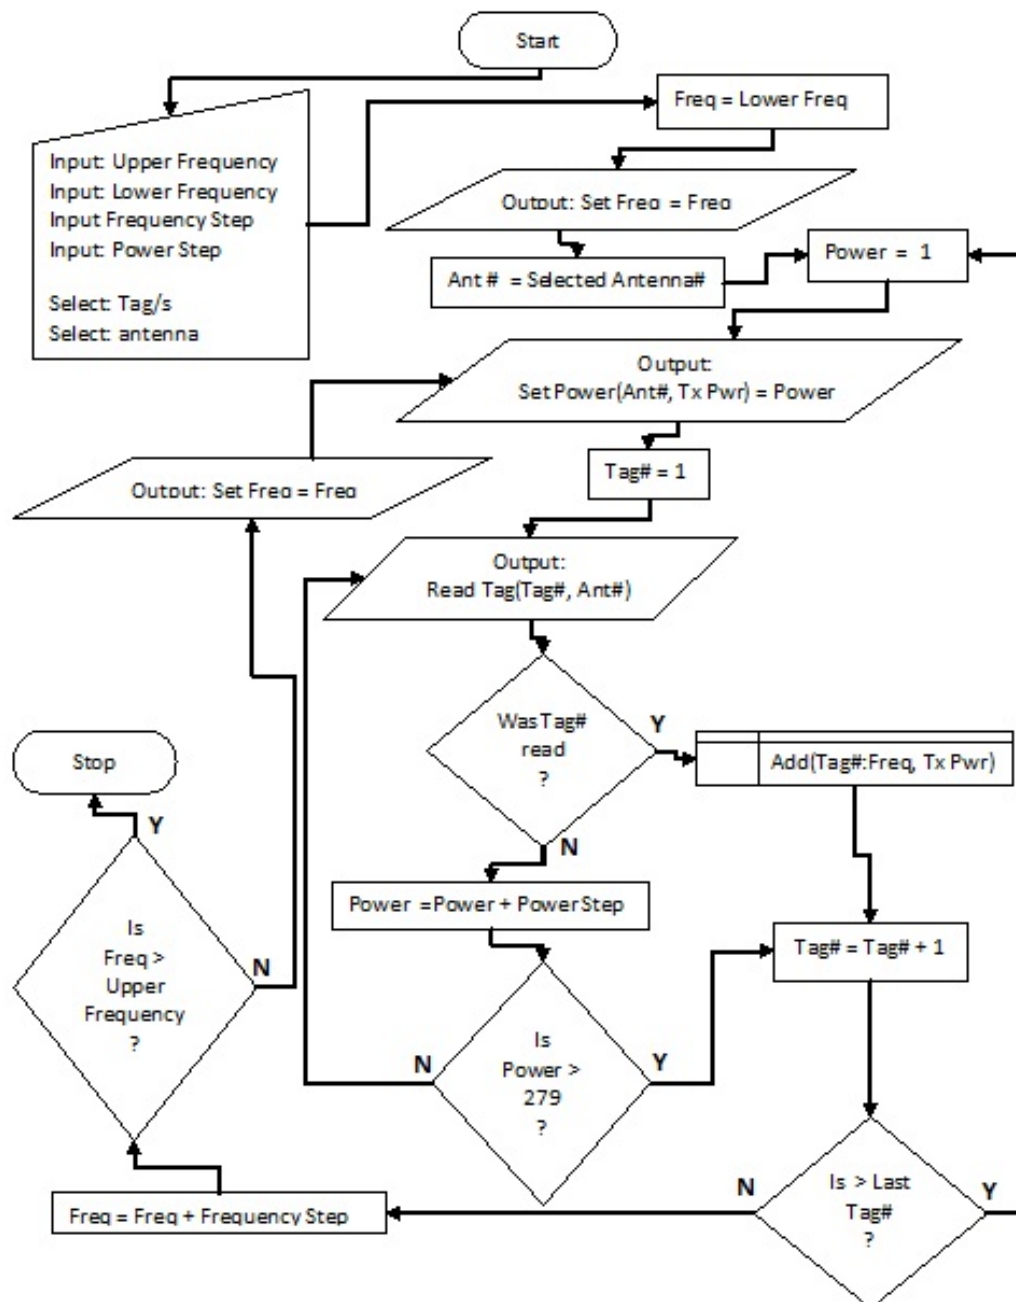 Start
Freq = Lower Freq
Input: Upper Frequency
Input: Lower Frequency
Input Frequency Step
Input: Power Step
Select: Tag/s
Select: antenna
Output: Set Freq = Freq
Ant # = Selected Antenna#
Power = 1
Output:
Set Power(Ant#, Tx Pwr) = Power
Output: Set Freq = Freq
Tag# = 1
Output:
Read Tag(Tag#, Ant#)
Was Tag#
read
?
Y
N
Add(Tag#:Freq, Tx Pwr)
Stop
Y
Is
Freq >
Upper
Frequency
?
N
Power =Power + Power Step
Tag# = Tag# + 1
Is
Power >
279
?
N
Y
Is > Last
Tag#
?
N
Y
Freq = Freq + Frequency Step